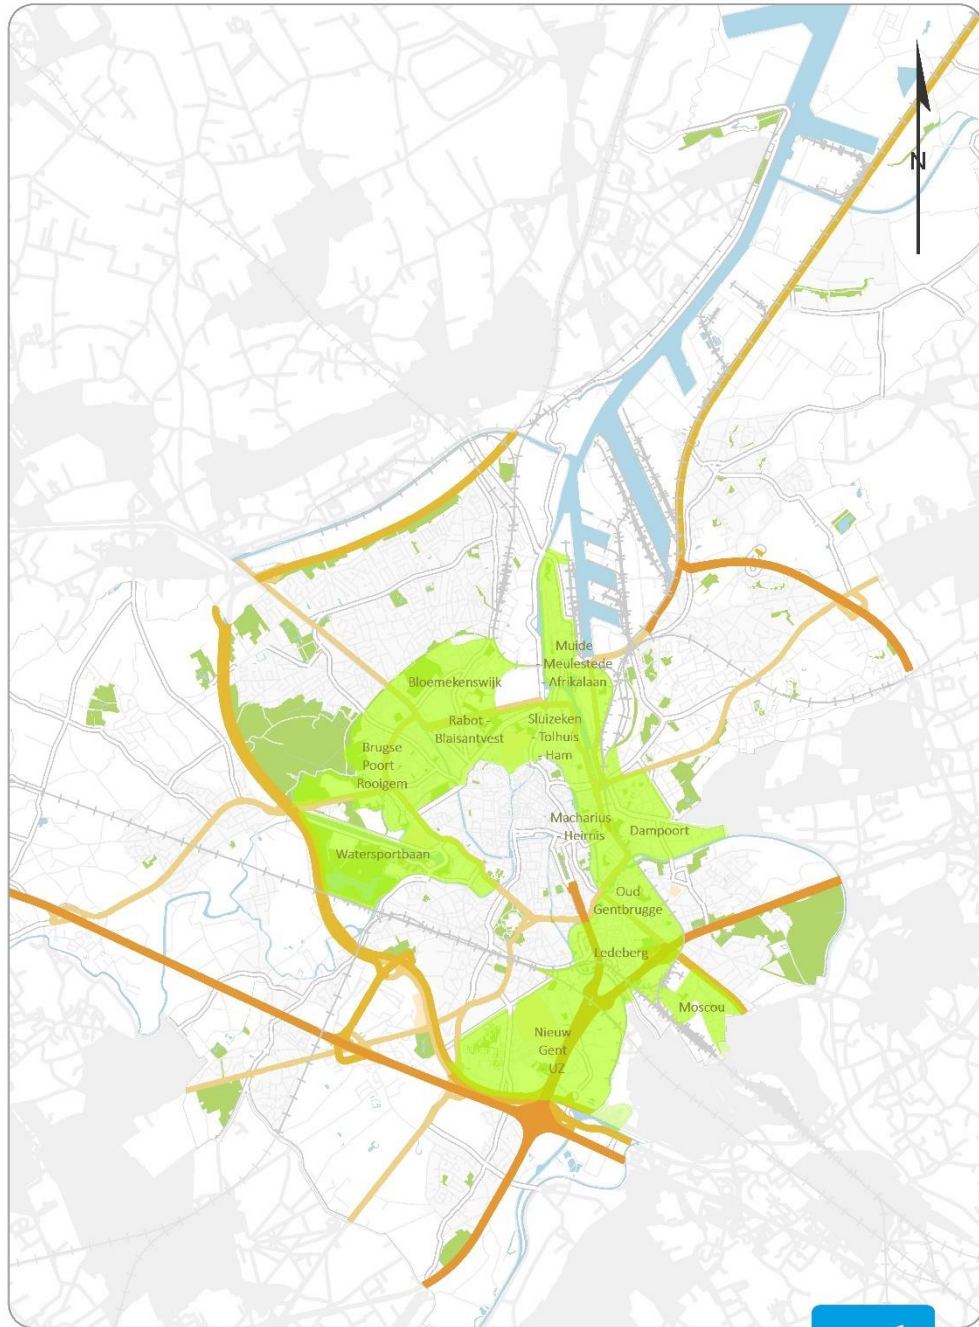 N
Muide
- Meulestede
- Afrikalaan
Bloemekenswijk
Rabot -
Blaisantvest
Sluizeken
- Tolhuis
- Ham
Brugse
Poort -
Rooigem
Macharius
- Heirnis
Dampoort
Watersportbaan
Oud
Gentbrugge
Ledeberg
Moscou
Nieuw
Gent
UZ